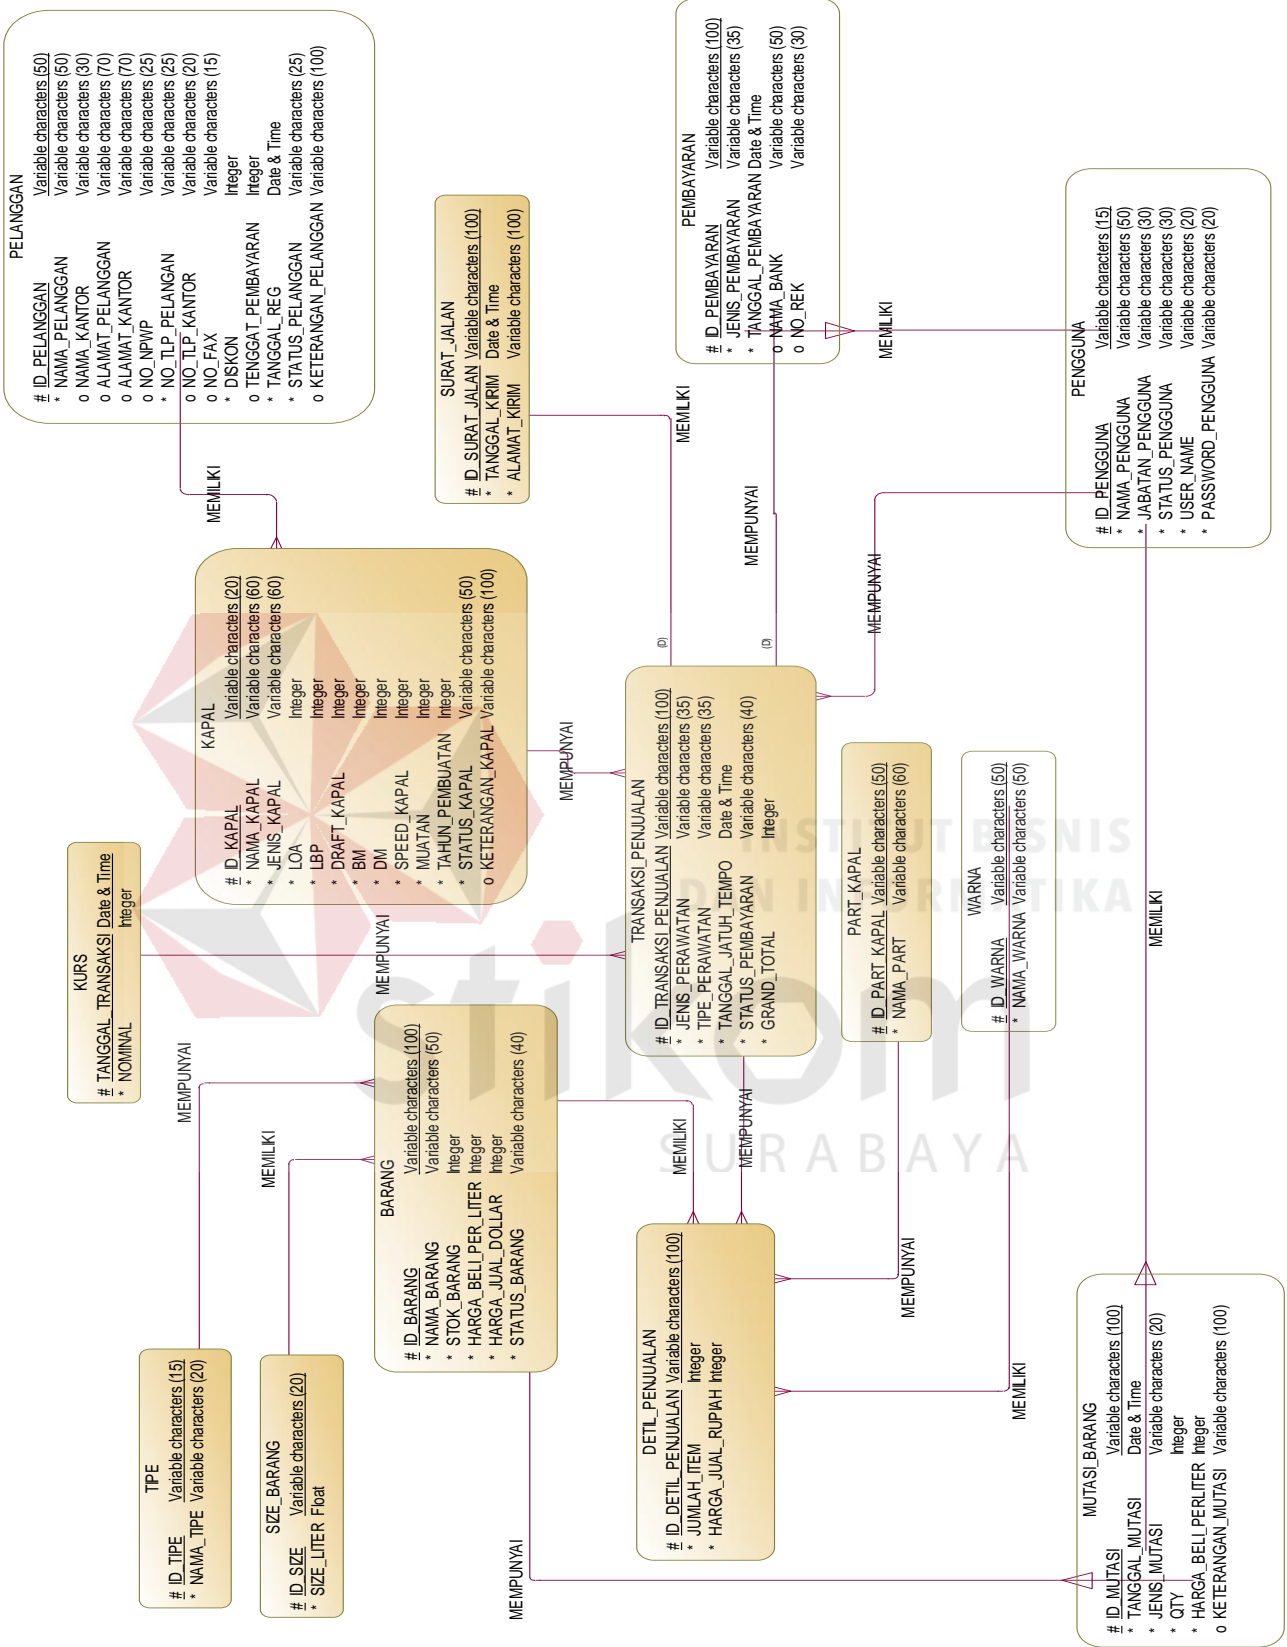 PELANGGAN
# ID_PELANGGAN Variable characters (50)
* NAMA_PELANGGAN Variable characters (50)
o NAMA_KANTOR Variable characters (30)
o ALAMAT_PELANGGAN Variable characters (70)
o ALAMAT_KANTOR Variable characters (70)
o NO_NPWP Variable characters (25)
* NO_TLP_PELANGAN Variable characters (25)
o NO_TLP_KANTOR Variable characters (20)
o NO_FAX Variable characters (15)
* DISKON Integer
o TENGGAT_PEMBAYARAN Integer
* TANGGAL_REG Date & Time
* STATUS_PELANGGAN Variable characters (25)
o KETERANGAN_PELANGGAN Variable characters (100)
MEMILIKI
SURAT_JALAN
# ID_SURAT_JALAN Variable characters (100)
* TANGGAL_KIRIM Date & Time
* ALAMAT_KIRIM Variable characters (100)
MEMILIKI
PEMBAYARAN
# ID_PEMBAYARAN Variable characters (100)
* JENIS_PEMBAYARAN Variable characters (35)
* TANGGAL_PEMBAYARAN Date & Time
o NAMA_BANK Variable characters (50)
o NO_REK Variable characters (30)
MEMILIKI
MEMPUNYAI
PENGGUNA
# ID_PENGGUNA Variable characters (15)
* NAMA_PENGGUNA Variable characters (50)
* JABATAN_PENGGUNA Variable characters (30)
* STATUS_PENGGUNA Variable characters (30)
* USER_NAME Variable characters (20)
* PASSWORD_PENGGUNA Variable characters (20)
MEMPUNYAI
KAPAL
# ID_KAPAL Variable characters (20)
* NAMA_KAPAL Variable characters (60)
* JENIS_KAPAL Variable characters (60)
* LOA Integer
* LBP Integer
* DRAFT_KAPAL Integer
* BM Integer
* DM Integer
* SPEED_KAPAL Integer
* MUATAN Integer
* TAHUN_PEMBUATAN Integer
* STATUS_KAPAL Variable characters (50)
o KETERANGAN_KAPAL Variable characters (100)
MEMPUNYAI
(D)
(D)
KURS
# TANGGAL_TRANSAKSI Date & Time
* NOMINAL Integer
MEMPUNYAI
TRANSAKSI_PENJUALAN
# ID_TRANSAKSI_PENJUALAN Variable characters (100)
* JENIS_PERAWATAN Variable characters (35)
* TIPE_PERAWATAN Variable characters (35)
* TANGGAL_JATUH_TEMPO Date & Time
* STATUS_PEMBAYARAN Variable characters (40)
* GRAND_TOTAL Integer
PART_KAPAL
# ID_PART_KAPAL Variable characters (50)
* NAMA_PART Variable characters (60)
WARNA
# ID_WARNA Variable characters (50)
* NAMA_WARNA Variable characters (50)
MEMILIKI
INSTITUT BISNIS
DAN INFORMATIKA
stikom
SURABAYA
MEMPUNYAI
MEMILIKI
BARANG
# ID_BARANG Variable characters (100)
* NAMA_BARANG Variable characters (50)
* STOK_BARANG Integer
* HARGA_BELI_PER_LITER Integer
* HARGA_JUAL_DOLLAR Integer
* STATUS_BARANG Variable characters (40)
MEMILIKI
MEMPUNYAI
TIPE
# ID_TIPE Variable characters (15)
* NAMA_TIPE Variable characters (20)
SIZE_BARANG
# ID_SIZE Variable characters (20)
* SIZE_LITER Float
MEMPUNYAI
DETIL_PENJUALAN
# ID_DETIL_PENJUALAN Variable characters (100)
* JUMLAH_ITEM Integer
* HARGA_JUAL_RUPIAH Integer
MEMPUNYAI
MEMILIKI
MUTASI_BARANG
# ID_MUTASI Variable characters (100)
* TANGGAL_MUTASI Date & Time
* JENIS_MUTASI Variable characters (20)
* QTY Integer
* HARGA_BELI_PERLITER Integer
o KETERANGAN_MUTASI Variable characters (100)